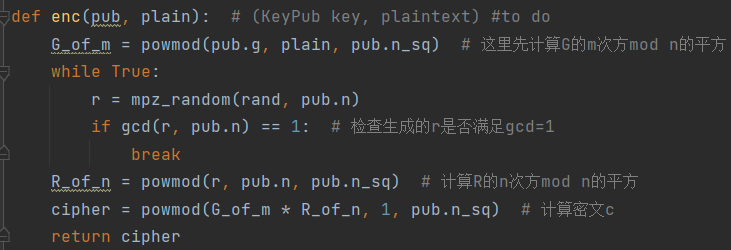 def enc(pub, plain):  # (KeyPub key, plaintext) #to do
    G_of_m = powmod(pub.g, plain, pub.n_sq)  # 这里先计算G的m次方mod n的平方
    while True:
        r = mpz_random(rand, pub.n)
        if gcd(r, pub.n) == 1:  # 检查生成的r是否满足gcd=1
            break
    R_of_n = powmod(r, pub.n, pub.n_sq)  # 计算R的n次方mod n的平方
    cipher = powmod(G_of_m * R_of_n, 1, pub.n_sq)  # 计算密文c
    return cipher